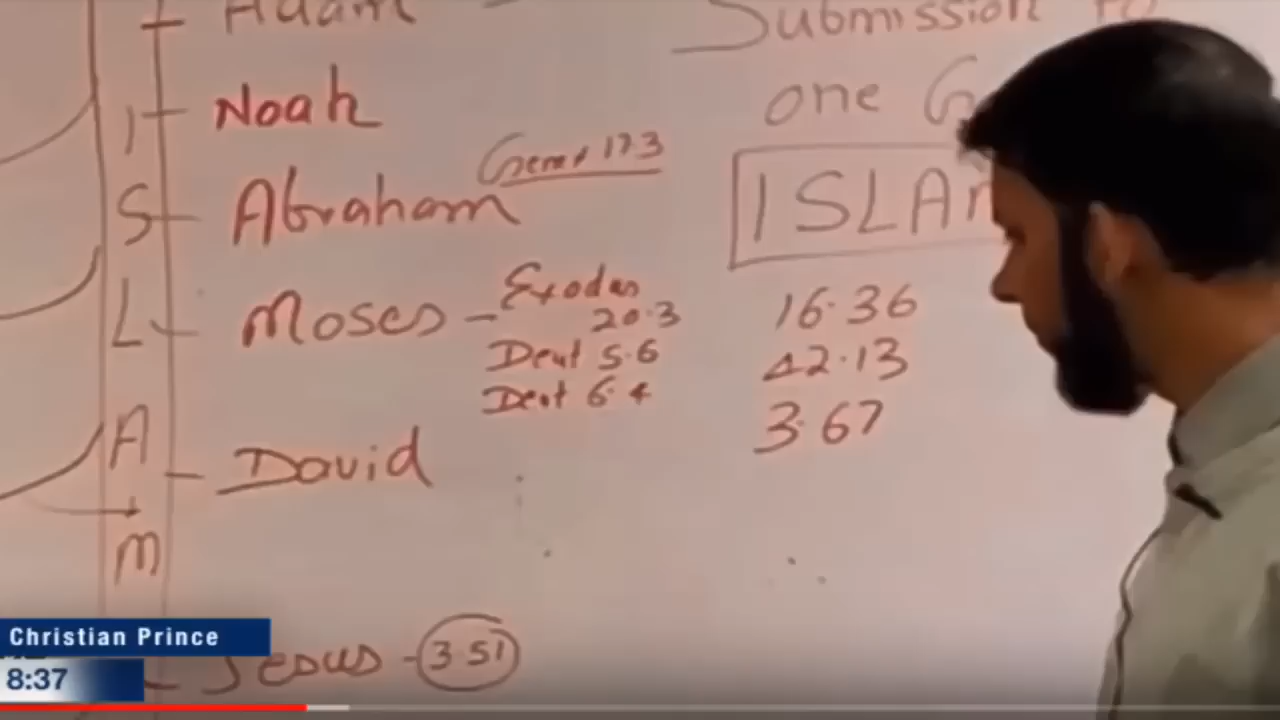 Adam
Submission to
one G
Noah
Genes 17.3
Abraham
ISLAM
Moses - Exodus
20.3
Deut 5.6
Deut 6.4
16.36
42.13
3.67
David
I
S
L
A
M
Jesus - 3.51
Christian Prince
8:37